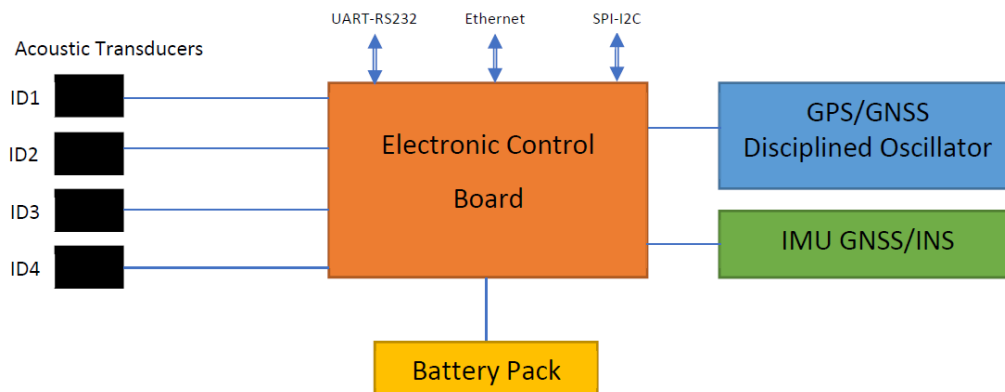 UART-RS232
Ethernet
SPI-I2C
Acoustic Transducers
ID1
ID2
ID3
ID4
Electronic Control
Board
GPS/GNSS
Disciplined Oscillator
IMU GNSS/INS
Battery Pack